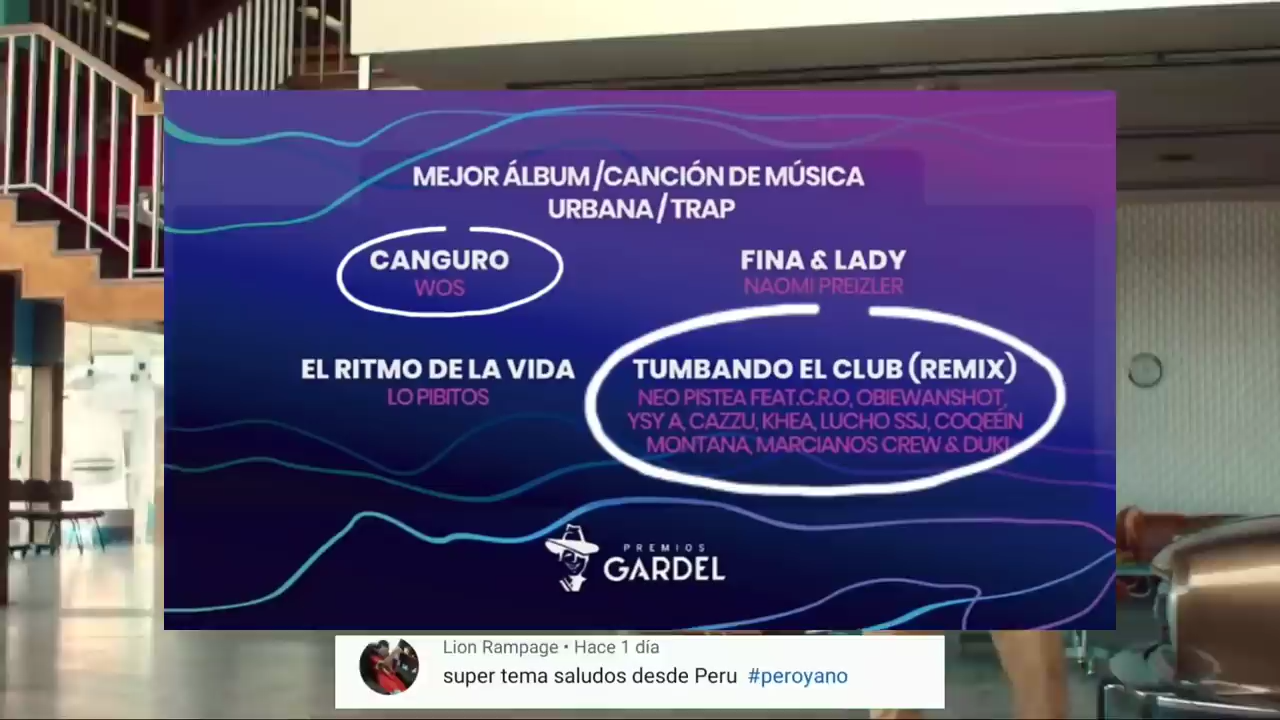 MEJOR ÁLBUM/CANCIÓN DE MÚSICA
URBANA/TRAP
CANGURO
WOS
FINA & LADY
NAOMI PREIZLER
EL RITMO DE LA VIDA
LO PIBITOS
TUMBANDO EL CLUB (REMIX)
NEO PISTEA FEAT.C.R.O, OBIEWANSHOT,
YSY A, CAZZU, KHEA, LUCHO SSJ, COQEÉIN
MONTANA, MARCIANOS CREW & DUKI
PREMIOS
GARDEL
Lion Rampage • Hace 1 día
super tema saludos desde Peru #peroyano